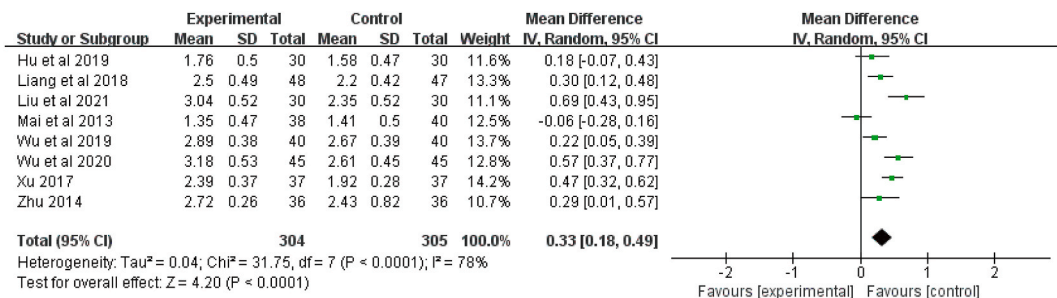 Experimental Control Mean Difference Mean Difference
Study or Subgroup Mean SD Total Mean SD Total Weight IV, Random, 95% CI IV, Random, 95% CI
Hu et al 2019 1.76 0.5 30 1.58 0.47 30 11.6% 0.18 [-0.07, 0.43]
Liang et al 2018 2.5 0.49 48 2.2 0.42 47 13.3% 0.30 [0.12, 0.48]
Liu et al 2021 3.04 0.52 30 2.35 0.52 30 11.1% 0.69 [0.43, 0.95]
Mai et al 2013 1.35 0.47 38 1.41 0.5 40 12.4% -0.06 [-0.28, 0.16]
Wu et al 2019 2.89 0.38 40 2.67 0.39 40 13.7% 0.22 [0.05, 0.39]
Wu et al 2020 3.18 0.53 45 2.61 0.45 45 12.8% 0.57 [0.37, 0.77]
Xu 2017 2.39 0.37 37 1.92 0.28 37 14.2% 0.47 [0.32, 0.62]
Zhu 2014 2.72 0.26 36 2.43 0.82 36 10.7% 0.29 [0.01, 0.57]
Total (95% CI) 304 305 100.0% 0.33 [0.18, 0.49]
Heterogeneity: Tau² = 0.04; Chi² = 31.75, df = 7 (P < 0.0001); I² = 78%
Test for overall effect: Z = 4.20 (P < 0.0001)
-2 -1 0 1 2
Favours [experimental] Favours [control]